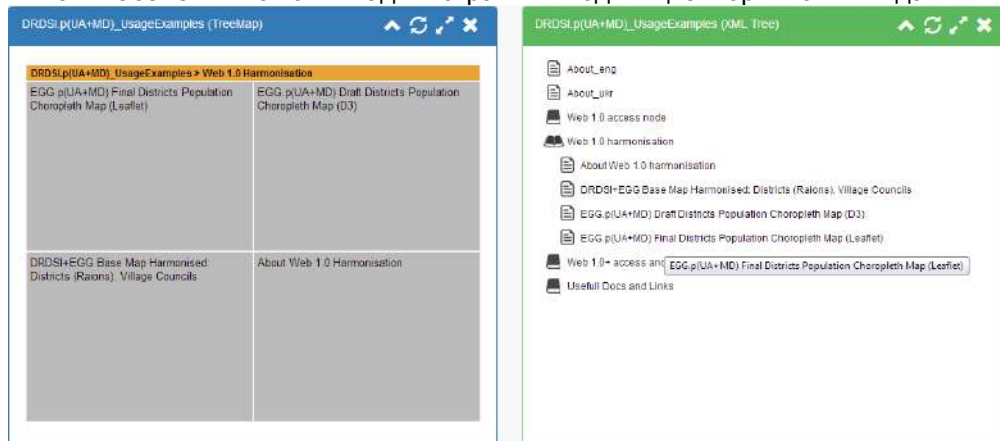 DRDSI.p(UA+MD)_UsageExamples (TreeMap)
DRDSI.p(UA+MD)_UsageExamples > Web 1.0 Harmonisation
EGG.p(UA+MD) Final Districts Population
Choropleth Map (Leaflet)
EGG.p(UA+MD) Draft Districts Population
Choropleth Map (D3)
DRDSI+EGG Base Map Harmonised:
Districts (Raions), Village Councils
About Web 1.0 Harmonisation
DRDSI.p(UA+MD)_UsageExamples (XML Tree)
About_eng
About_ukr
Web 1.0 access node
Web 1.0 harmonisation
About Web 1.0 harmonisation
DRDSI+EGG Base Map Harmonised: Districts (Raions), Village Councils
EGG.p(UA+MD) Draft Districts Population Choropleth Map (D3)
EGG.p(UA+MD) Final Districts Population Choropleth Map (Leaflet)
Web 1.0+ access and
EGG.p(UA+MD) Final Districts Population Choropleth Map (Leaflet)
Usefull Docs and Links